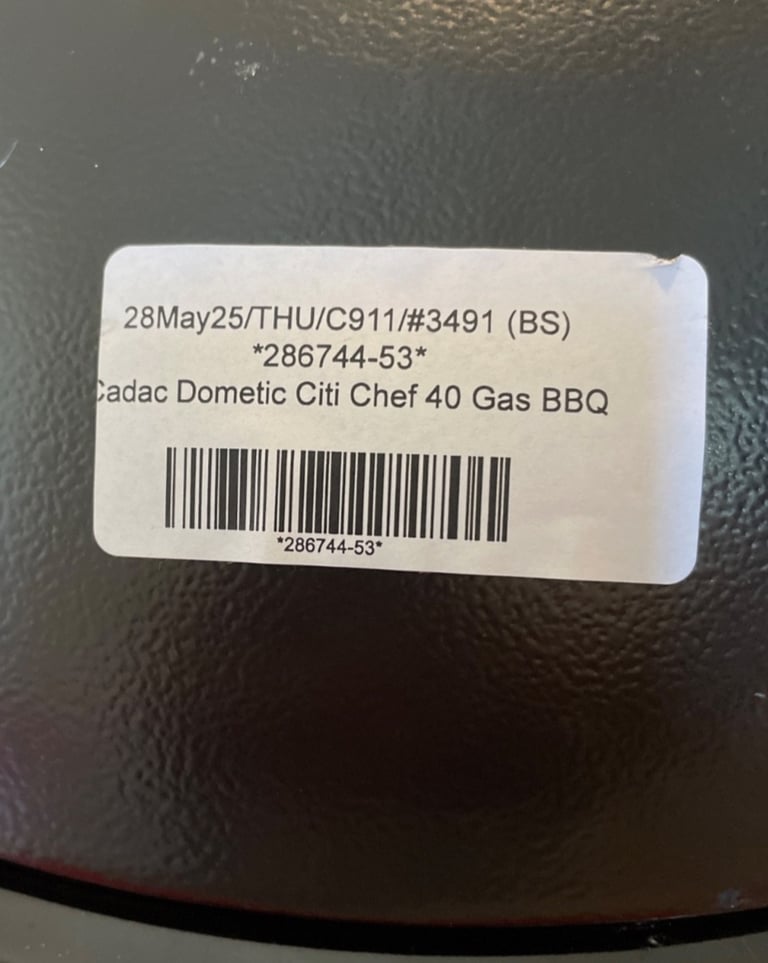 28May25/THU/C911/#3491 (BS)
*286744-53*
Cadac Dometic Citi Chef 40 Gas BBQ
*286744-53*